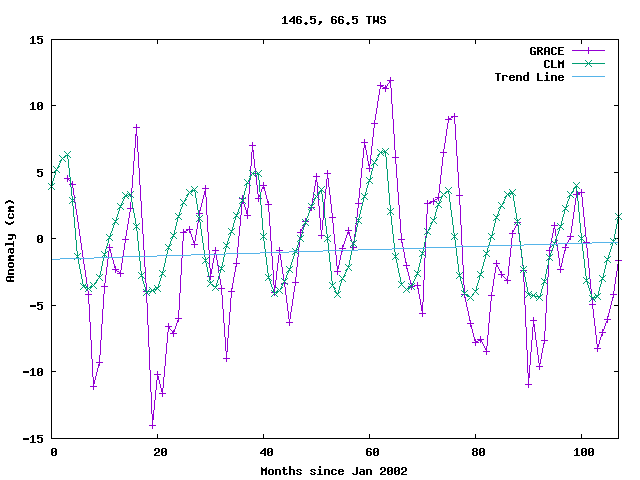 146.5, 66.5 TWS
GRACE
CLM
Trend Line
15
10
5
0
-5
-10
-15
Anomaly (cm)
0 20 40 60 80 100
Months since Jan 2002